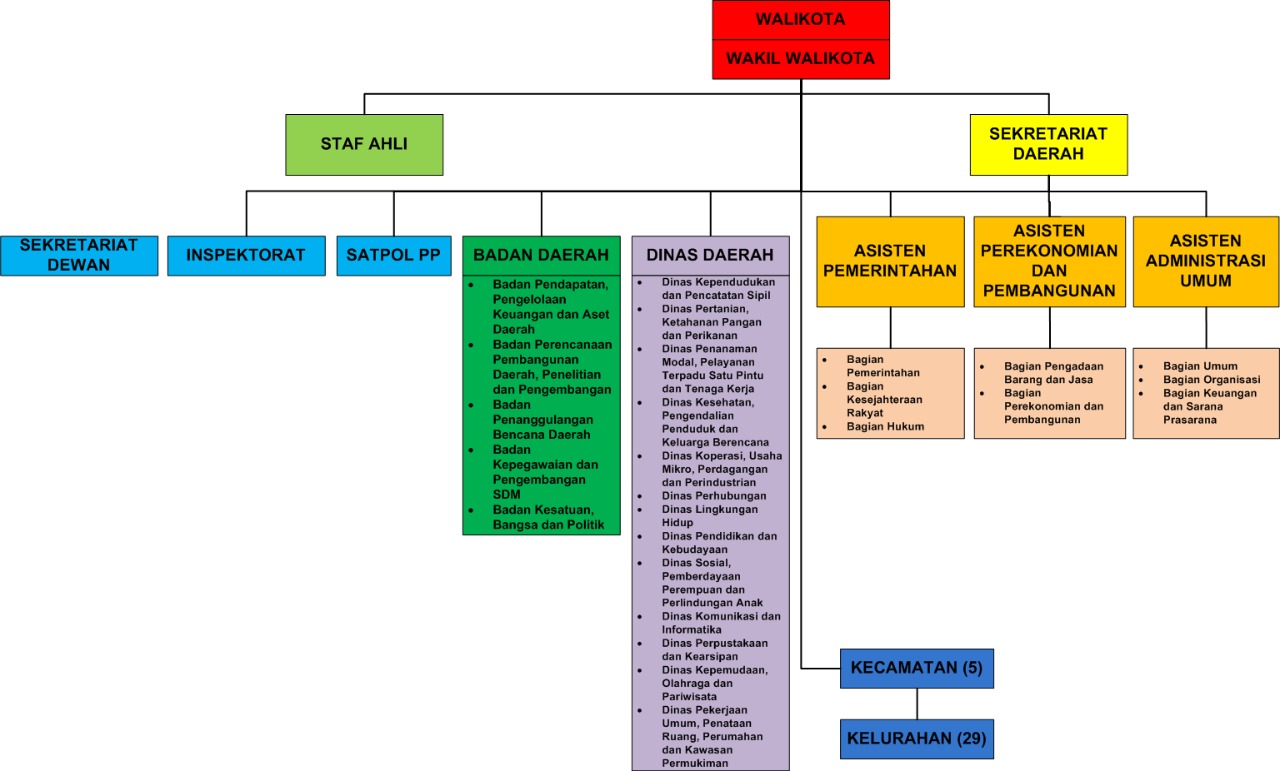 WALIKOTA
WAKIL WALIKOTA
STAF AHLI
SEKRETARIAT
DAERAH
SEKRETARIAT
DEWAN
INSPEKTORAT
SATPOL PP
BADAN DAERAH
• Badan Pendapatan,
Pengelolaan
Keuangan dan Aset
Daerah
• Badan Perencanaan
Pembangunan
Daerah, Penelitian
dan Pengembangan
• Badan
Penanggulangan
Bencana Daerah
• Badan
Kepegawaian dan
Pengembangan
SDM
• Badan Kesatuan,
Bangsa dan Politik
DINAS DAERAH
• Dinas Kependudukan
dan Pencatatan Sipil
• Dinas Pertanian,
Ketahanan Pangan
dan Perikanan
• Dinas Penanaman
Modal, Pelayanan
Terpadu Satu Pintu
dan Tenaga Kerja
• Dinas Kesehatan,
Pengendalian
Penduduk dan
Keluarga Berencana
• Dinas Koperasi, Usaha
Mikro, Perdagangan
dan Perindustrian
• Dinas Perhubungan
• Dinas Lingkungan
Hidup
• Dinas Pendidikan dan
Kebudayaan
• Dinas Sosial,
Pemberdayaan
Perempuan dan
Perlindungan Anak
• Dinas Komunikasi dan
Informatika
• Dinas Perpustakaan
dan Kearsipan
• Dinas Kepemudaan,
Olahraga dan
Pariwisata
• Dinas Pekerjaan
Umum, Penataan
Ruang, Perumahan
dan Kawasan
Permukiman
ASISTEN
PEMERINTAHAN
• Bagian
Pemerintahan
• Bagian
Kesejahteraan
Rakyat
• Bagian Hukum
ASISTEN
PEREKONOMIAN
DAN
PEMBANGUNAN
• Bagian Pengadaan
Barang dan Jasa
• Bagian
Perekonomian dan
Pembangunan
ASISTEN
ADMINISTRASI
UMUM
• Bagian Umum
• Bagian Organisasi
• Bagian Keuangan
dan Sarana
Prasarana
KECAMATAN (5)
KELURAHAN (29)